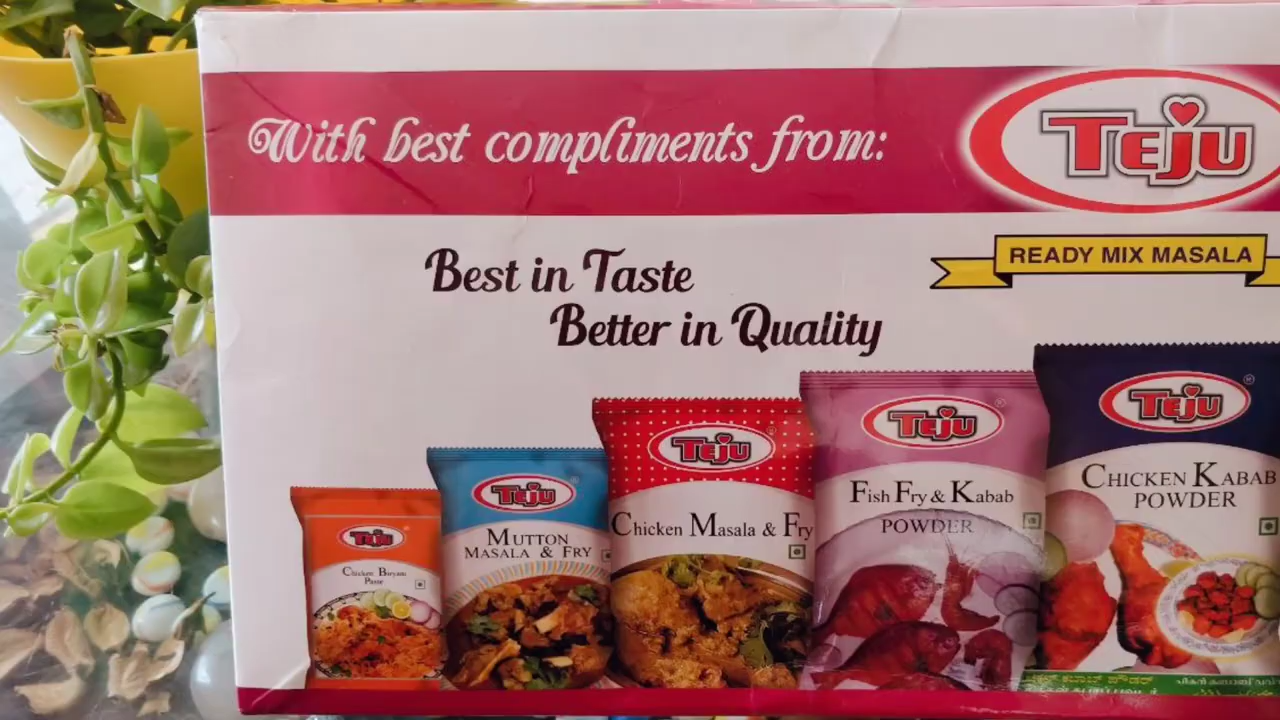 With best compliments from:
TEJU
READY MIX MASALA
Best in Taste
Better in Quality
TEJU
Chicken Biryani
Paste
TEJU
MUTTON
MASALA & FRY
TEJU
Chicken Masala & Fry
TEJU ®
Fish Fry & Kabab
POWDER
TEJU ®
CHICKEN KABAB
POWDER